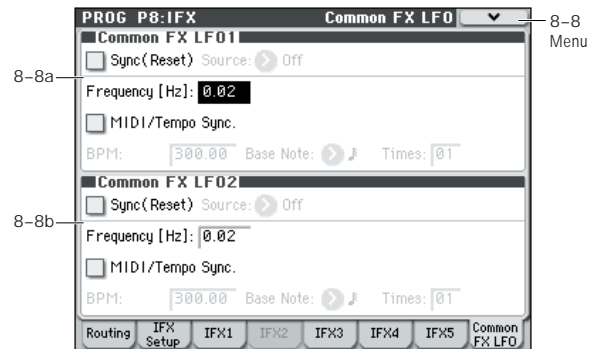 PROG P8:IFX Common FX LFO
8–8 Menu
Common FX LFO1
Sync(Reset) Source: Off
8–8a
Frequency [Hz]: 0.02
MIDI/Tempo Sync.
BPM: 300.00 Base Note: Times: 01
Common FX LFO2
Sync(Reset) Source: Off
8–8b
Frequency [Hz]: 0.02
MIDI/Tempo Sync.
BPM: 300.00 Base Note: Times: 01
Routing IFX Setup IFX1 IFX2 IFX3 IFX4 IFX5 Common FX LFO